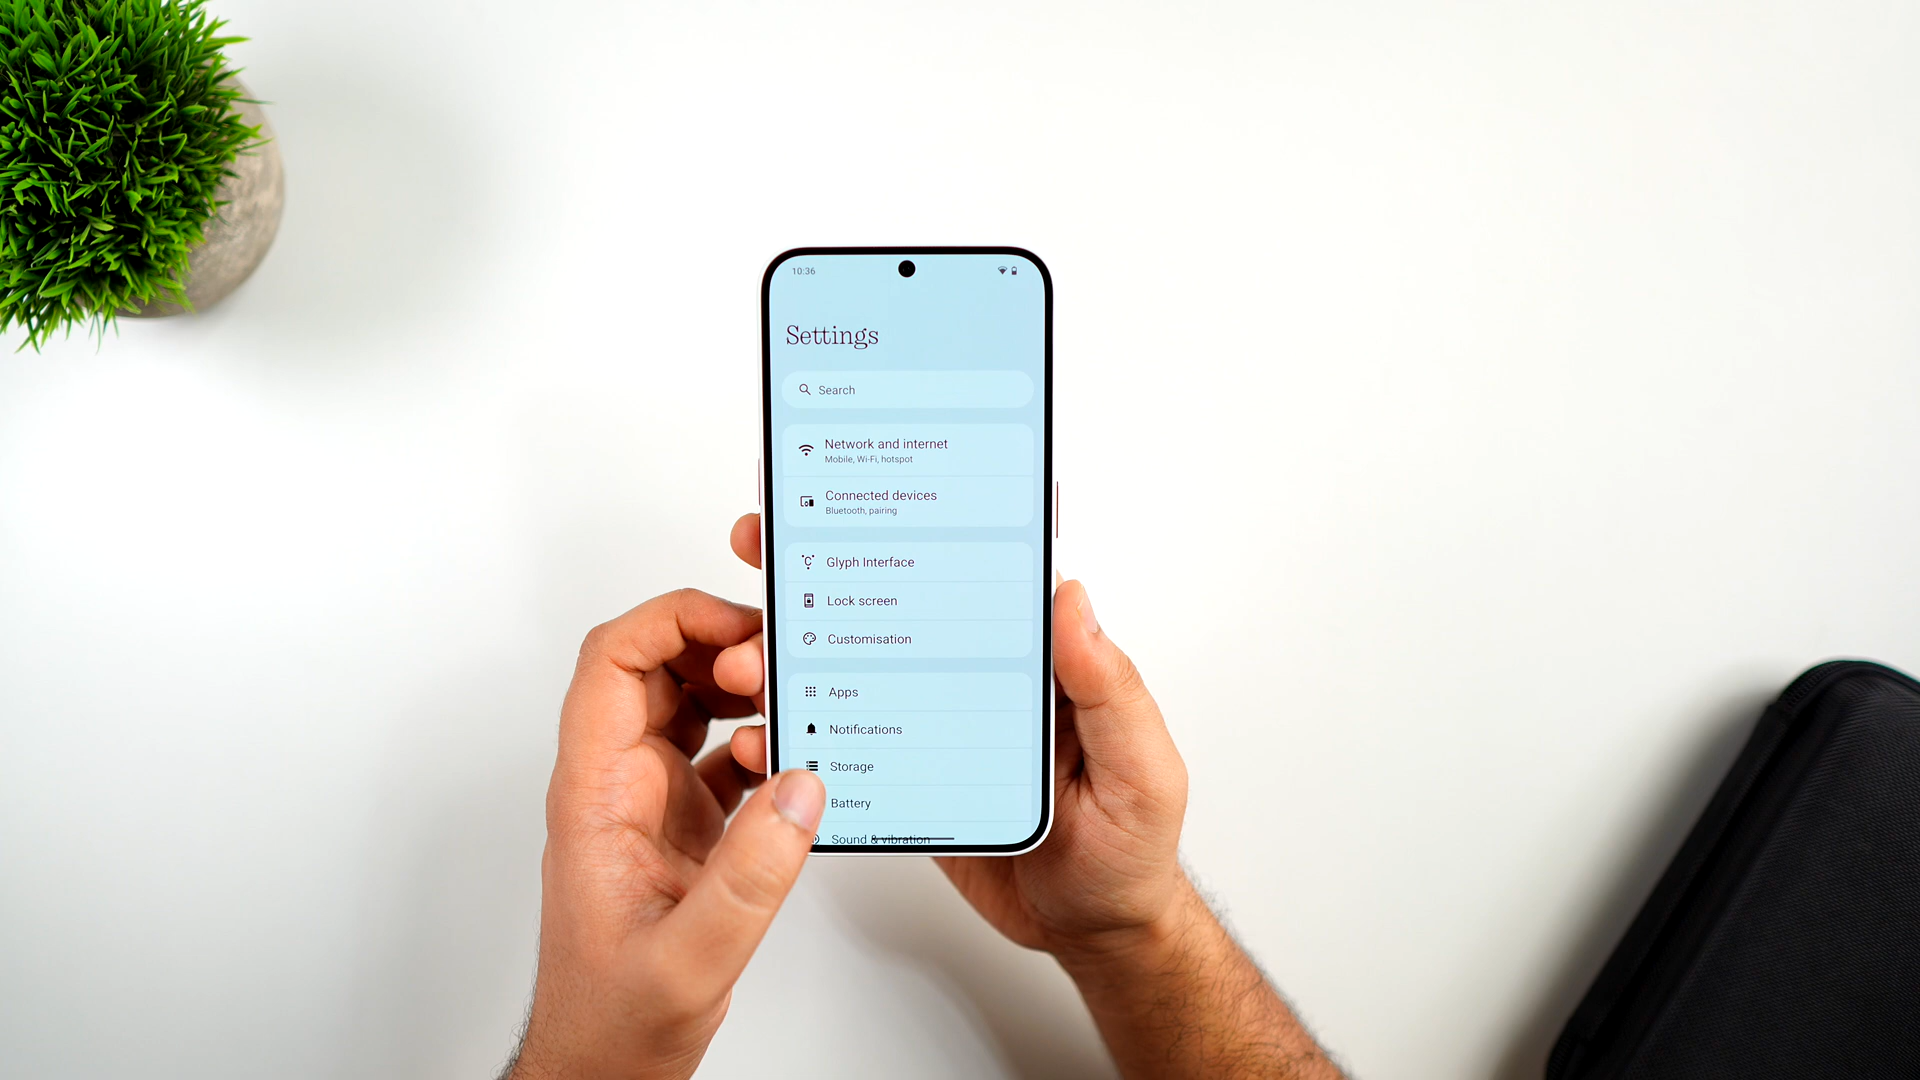 10:36
Settings
Search
Network and internet
Mobile, Wi-Fi, hotspot
Connected devices
Bluetooth, pairing
Glyph Interface
Lock screen
Customisation
Apps
Notifications
Storage
Battery
Sound & vibration